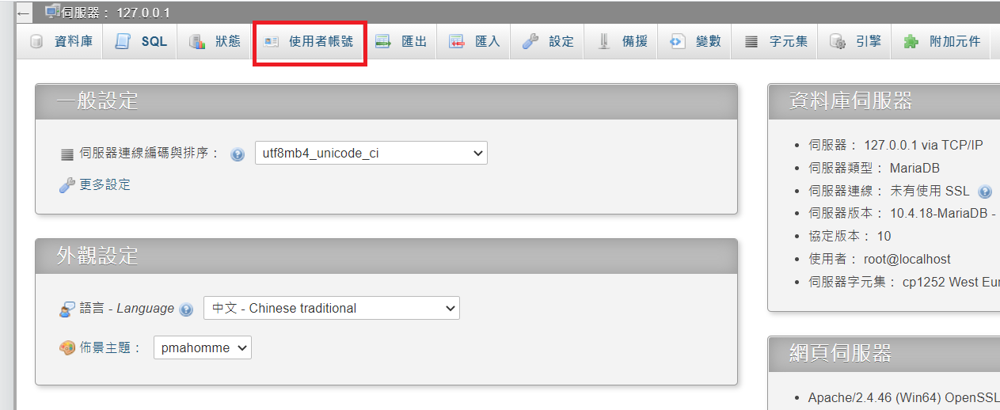 伺服器： 127.0.0.1
資料庫 SQL 狀態 使用者帳號 匯出 匯入 設定 備援 變數 字元集 引擎 附加元件
一般設定
伺服器連線編碼與排序： utf8mb4_unicode_ci
更多設定
外觀設定
語言 - Language 中文 - Chinese traditional
佈景主題： pmahomme
資料庫伺服器
伺服器： 127.0.0.1 via TCP/IP
伺服器類型： MariaDB
伺服器連線： 未有使用 SSL
伺服器版本： 10.4.18-MariaDB -
協定版本： 10
使用者： root@localhost
伺服器字元集： cp1252 West
網頁伺服器
Apache/2.4.46 (Win64) OpenSSL